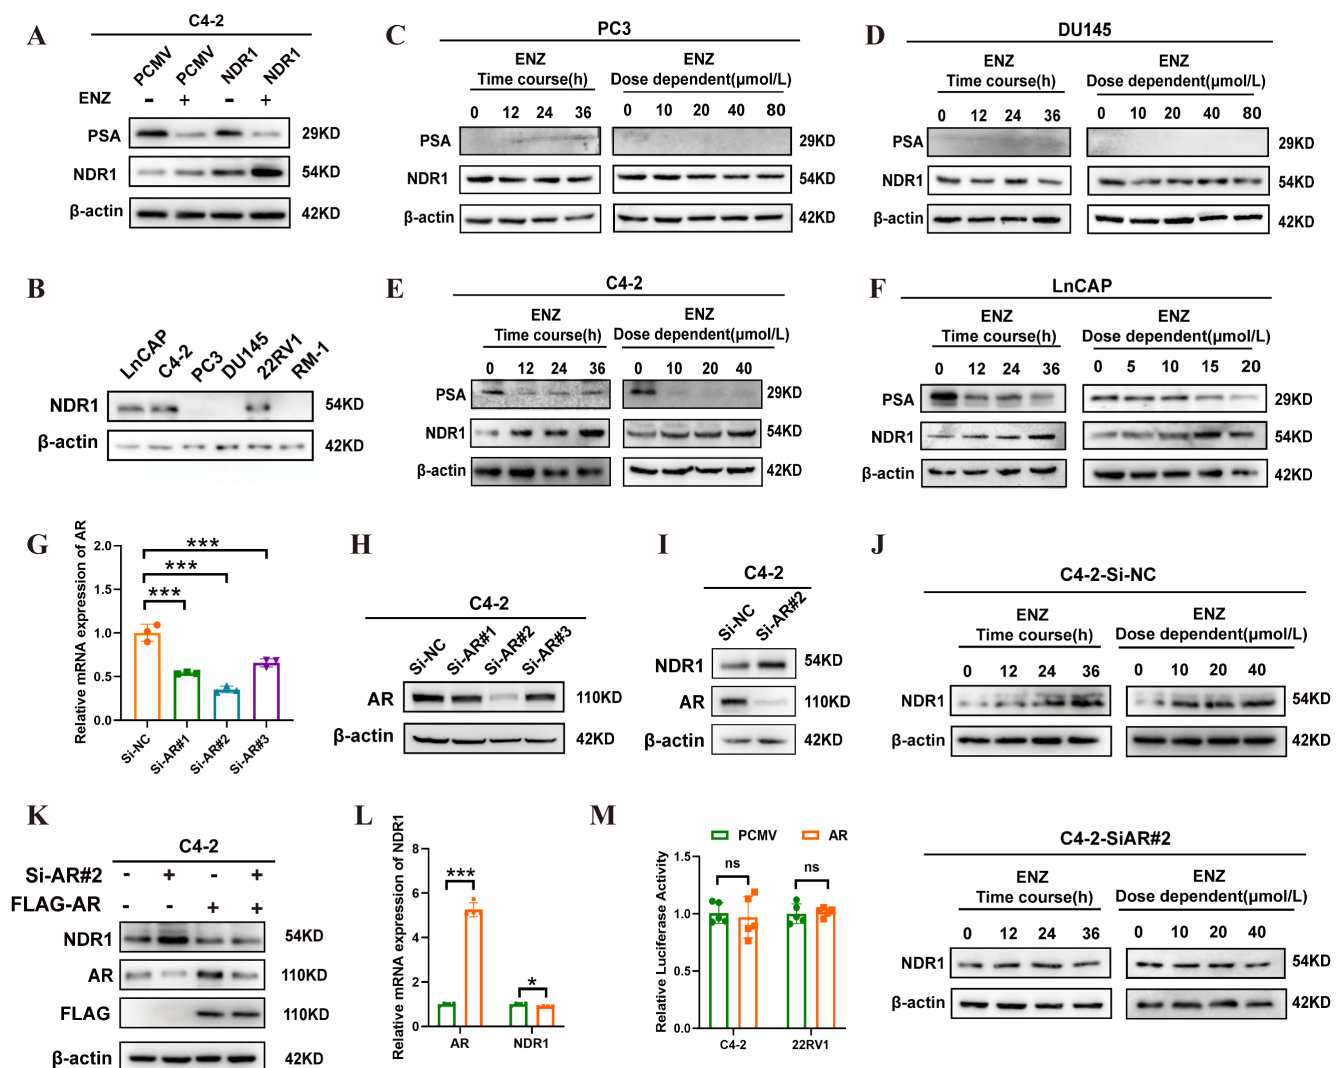 A
C4-2
PCMV PCMV NDR1 NDR1
ENZ - + - +
PSA 29KD
NDR1 54KD
β-actin 42KD
B
LnCAP C4-2 PC3 DU145 22RV1 RM-1
NDR1 54KD
β-actin 42KD
C
PC3
ENZ ENZ
Time course(h) Dose dependent(μmol/L)
0 12 24 36 0 10 20 40 80
PSA 29KD
NDR1 54KD
β-actin 42KD
D
DU145
ENZ ENZ
Time course(h) Dose dependent(μmol/L)
0 12 24 36 0 10 20 40 80
PSA 29KD
NDR1 54KD
β-actin 42KD
E
C4-2
ENZ ENZ
Time course(h) Dose dependent(μmol/L)
0 12 24 36 0 10 20 40
PSA 29KD
NDR1 54KD
β-actin 42KD
F
LnCAP
ENZ ENZ
Time course(h) Dose dependent(μmol/L)
0 12 24 36 0 5 10 15 20
PSA 29KD
NDR1 54KD
β-actin 42KD
G
Relative mRNA expression of AR
2.0
1.5
1.0
0.5
0.0
***
***
***
Si-NC Si-AR#1 Si-AR#2 Si-AR#3
H
C4-2
Si-NC Si-AR#1 Si-AR#2 Si-AR#3
AR 110KD
β-actin 42KD
I
C4-2
Si-NC Si-AR#2
NDR1 54KD
AR 110KD
β-actin 42KD
J
C4-2-Si-NC
ENZ ENZ
Time course(h) Dose dependent(μmol/L)
0 12 24 36 0 10 20 40
NDR1 54KD
β-actin 42KD
C4-2-SiAR#2
ENZ ENZ
Time course(h) Dose dependent(μmol/L)
0 12 24 36 0 10 20 40
NDR1 54KD
β-actin 42KD
K
C4-2
Si-AR#2 - + - +
FLAG-AR - - + +
NDR1 54KD
AR 110KD
FLAG 110KD
β-actin 42KD
L
Relative mRNA expression of NDR1
8
6
4
2
0
***
*
AR NDR1
M
PCMV AR
Relative Luciferase Activity
1.5
1.0
0.5
0.0
ns ns
C4-2 22RV1